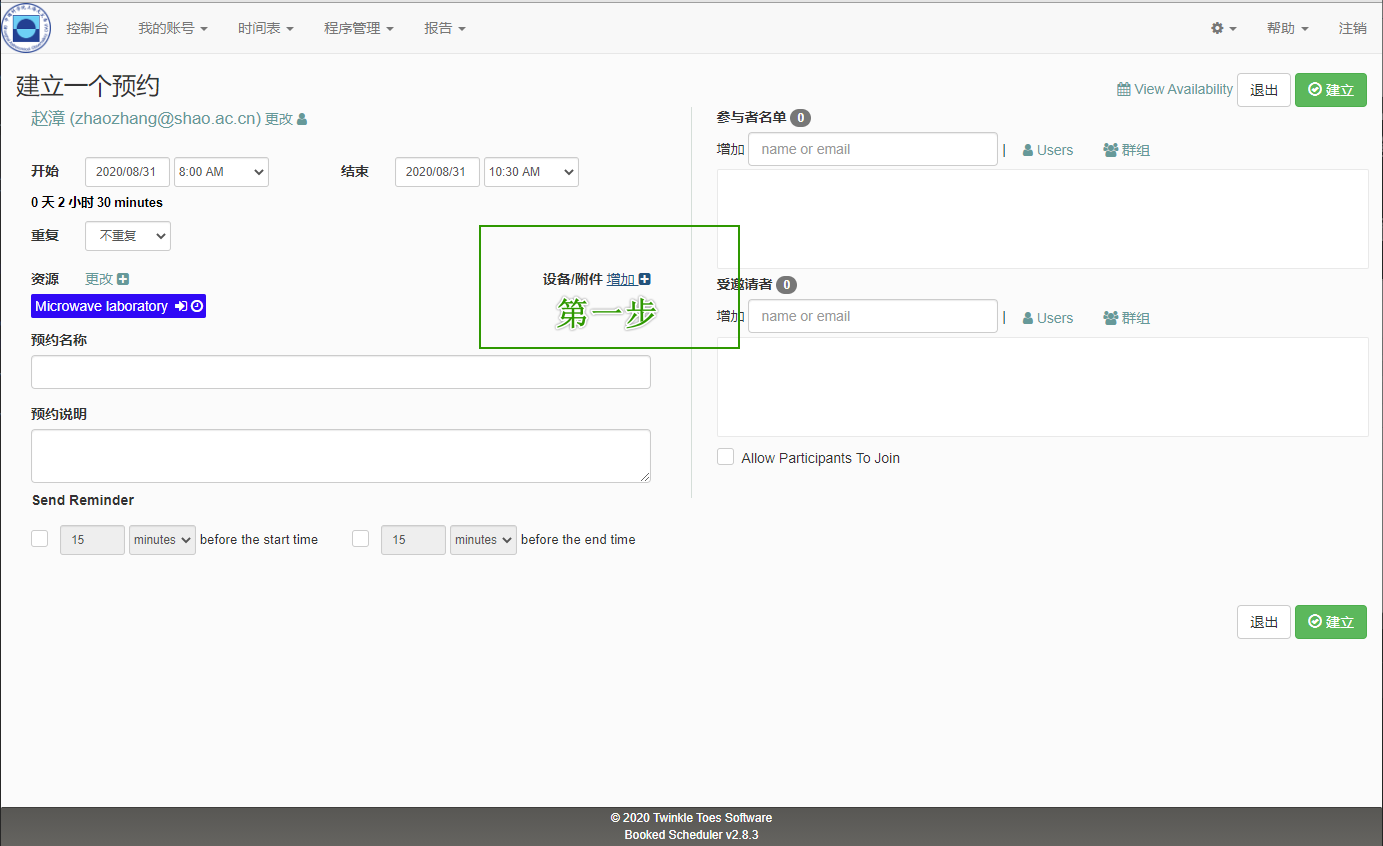 控制台 我的账号 时间表 程序管理 报告 帮助 注销
建立一个预约
View Availability 退出 建立
赵漳 (zhaozhang@shao.ac.cn) 更改
开始 2020/08/31 8:00 AM 结束 2020/08/31 10:30 AM
0 天 2 小时 30 minutes
重复 不重复
资源 更改 设备/附件 增加
第一步
Microwave laboratory
预约名称
预约说明
Send Reminder
15 minutes before the start time 15 minutes before the end time
参与者名单 0
增加 name or email | Users 群组
受邀请者 0
增加 name or email | Users 群组
Allow Participants To Join
退出 建立
© 2020 Twinkle Toes Software
Booked Scheduler v2.8.3